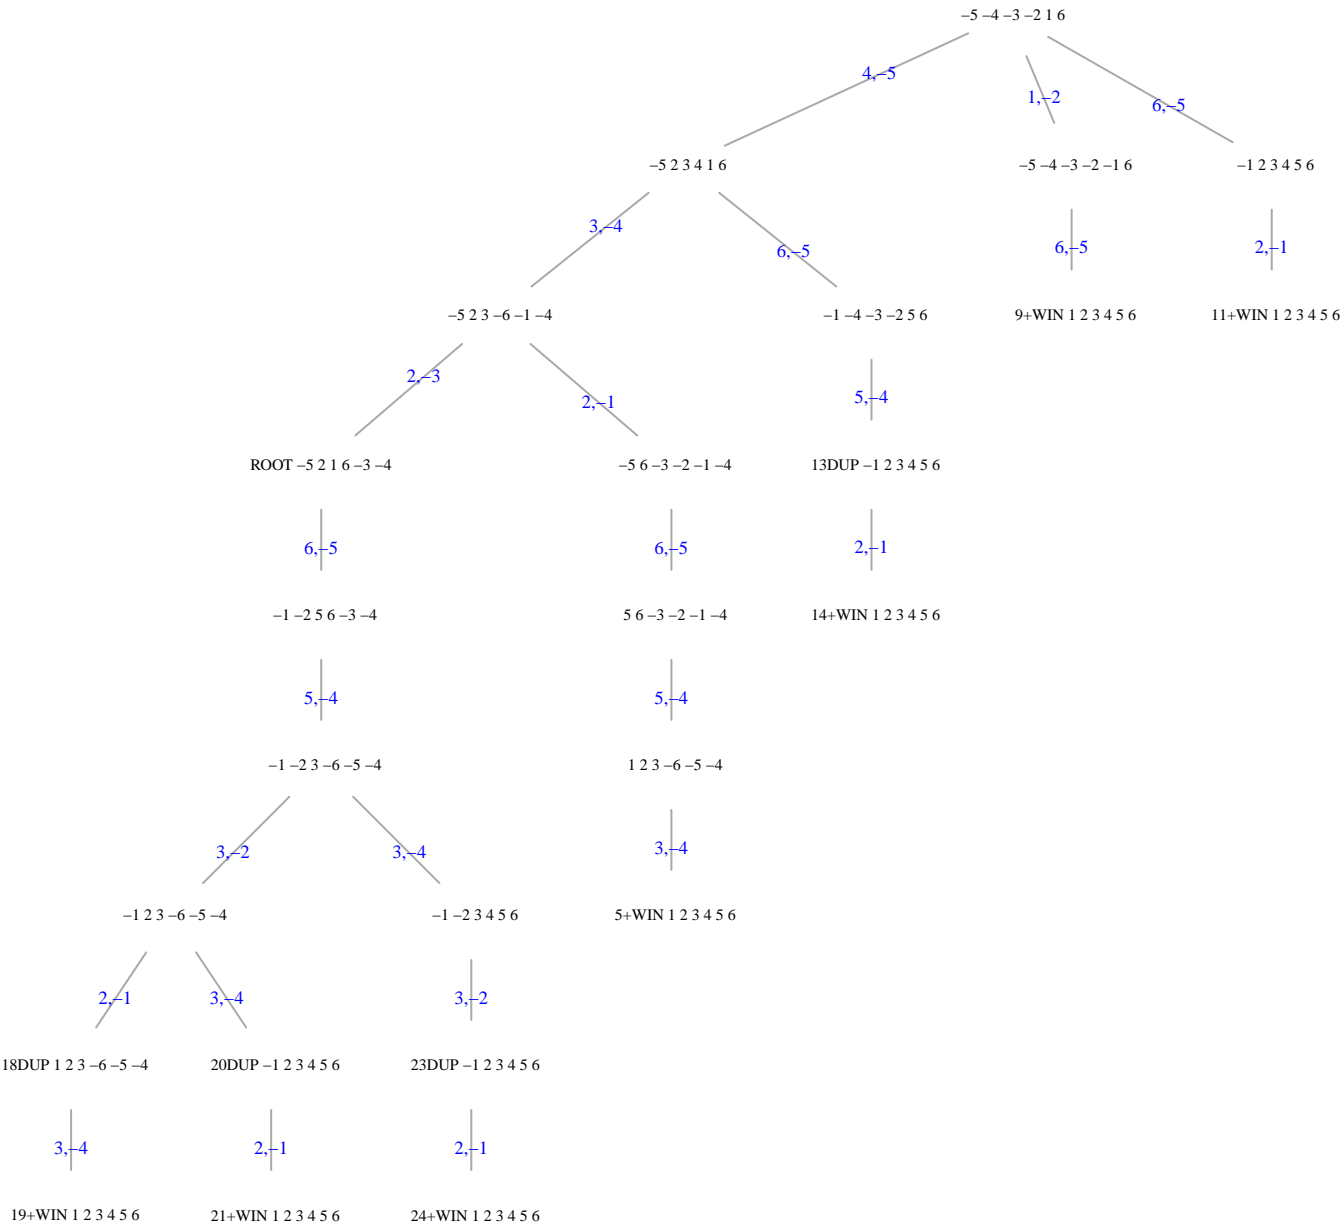 −5 −4 −3 −2 1 6
4,−5
1,−2
6,−5
−5 2 3 4 1 6
−5 −4 −3 −2 −1 6
−1 2 3 4 5 6
3,−4
6,−5
6,−5
2,−1
−5 2 3 −6 −1 −4
−1 −4 −3 −2 5 6
9+WIN 1 2 3 4 5 6
11+WIN 1 2 3 4 5 6
2,−3
2,−1
5,−4
ROOT −5 2 1 6 −3 −4
−5 6 −3 −2 −1 −4
13DUP −1 2 3 4 5 6
6,−5
6,−5
2,−1
−1 −2 5 6 −3 −4
5 6 −3 −2 −1 −4
14+WIN 1 2 3 4 5 6
5,−4
5,−4
−1 −2 3 −6 −5 −4
1 2 3 −6 −5 −4
3,−2
3,−4
3,−4
−1 2 3 −6 −5 −4
−1 −2 3 4 5 6
5+WIN 1 2 3 4 5 6
2,−1
3,−4
3,−2
18DUP 1 2 3 −6 −5 −4
20DUP −1 2 3 4 5 6
23DUP −1 2 3 4 5 6
3,−4
2,−1
2,−1
19+WIN 1 2 3 4 5 6
21+WIN 1 2 3 4 5 6
24+WIN 1 2 3 4 5 6